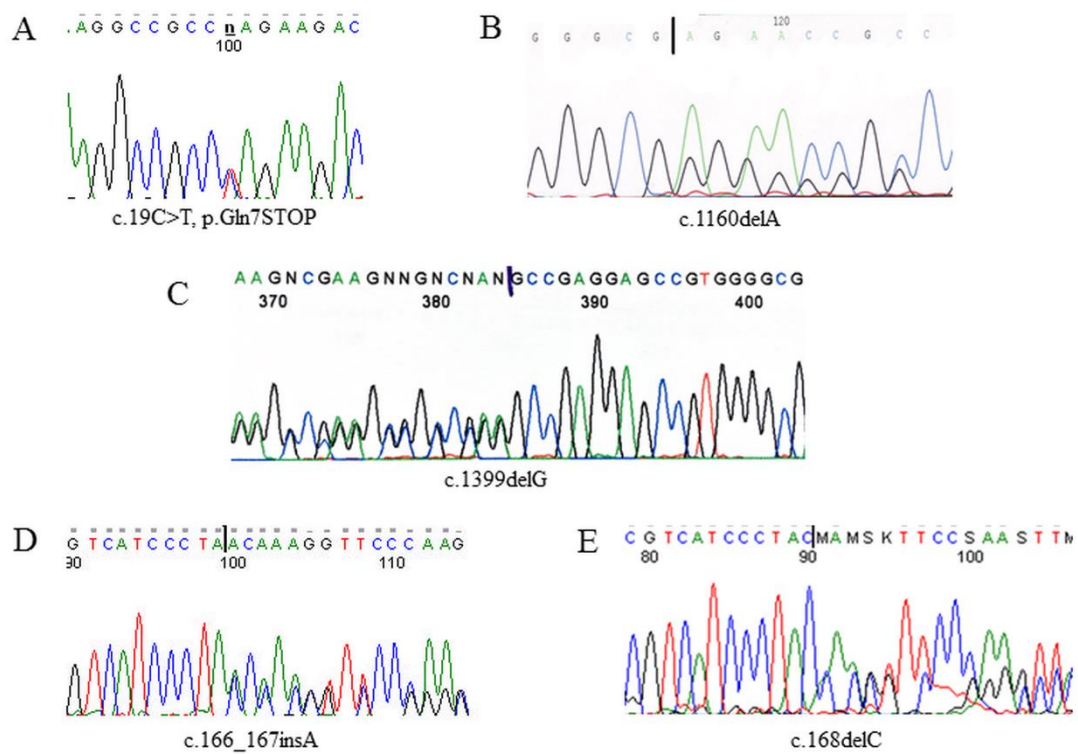 A
.AGGCCGCCnAGAAGAC
100
c.19C>T, p.Gln7STOP
B
120
GGGCGAGAACCGCC
c.1160delA
C
AAGNCGAAGNNGNCNANGCCGAGGAGCCGTGGGGCG
370 380 390 400
c.1399delG
D
GTCATCCCTAACAAAGGTTCCCAAG
90 100 110
c.166_167insA
E
CGTCATCCCTACMAMSKTTCCSAASTTM
80 90 100
c.168delC